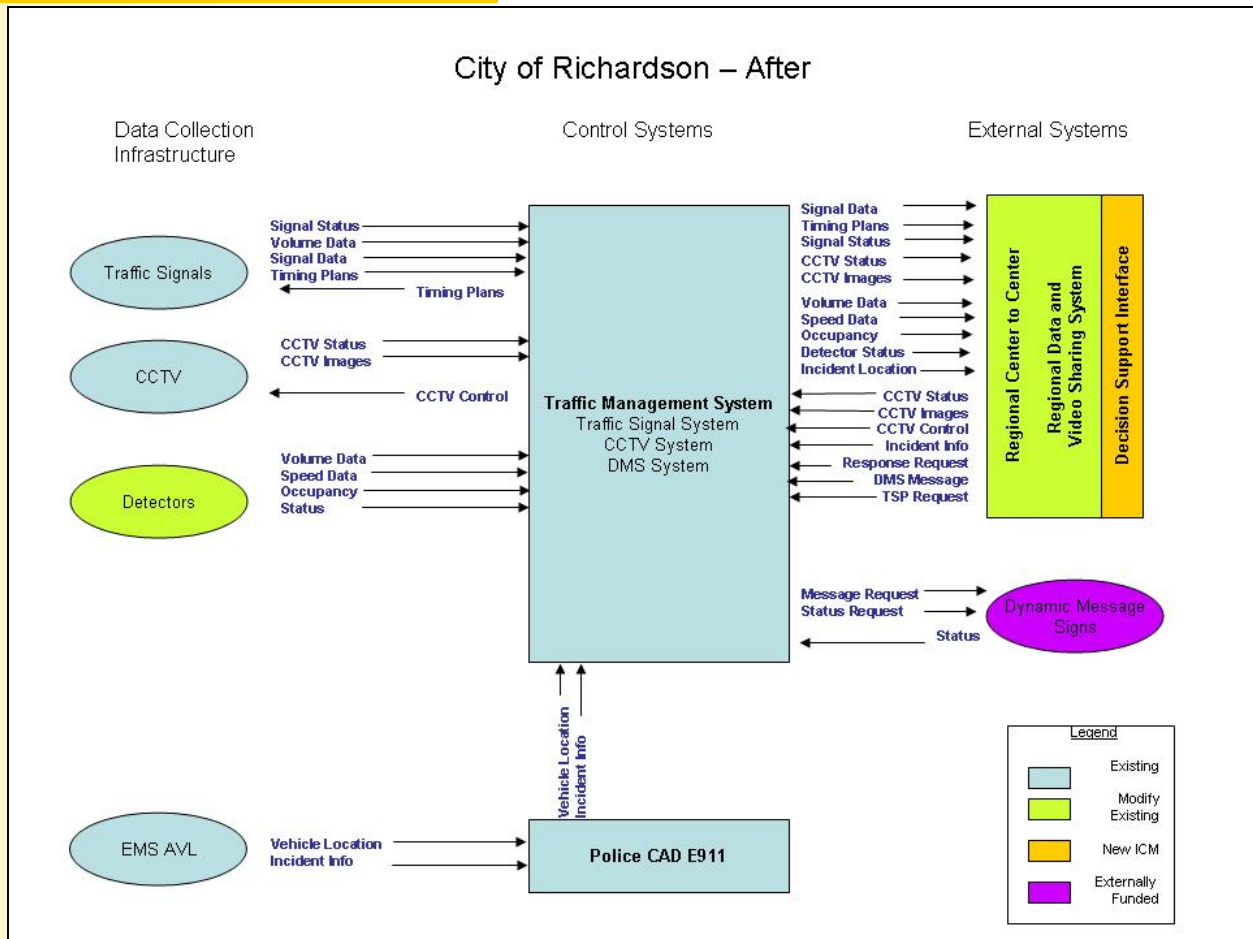 City of Richardson – After
Data Collection
Infrastructure
Control Systems
External Systems
Traffic Signals
Signal Status
Volume Data
Signal Data
Timing Plans
Timing Plans
CCTV
CCTV Status
CCTV Images
CCTV Control
Detectors
Volume Data
Speed Data
Occupancy
Status
Traffic Management System
Traffic Signal System
CCTV System
DMS System
Signal Data
Timing Plans
Signal Status
CCTV Status
CCTV Images
Volume Data
Speed Data
Occupancy
Detector Status
Incident Location
CCTV Status
CCTV Images
CCTV Control
Incident Info
Response Request
DMS Message
TSP Request
Regional Center to Center
Regional Data and
Video Sharing System
Decision Support Interface
Message Request
Status Request
Status
Dynamic Message
Signs
Vehicle Location
Incident Info
EMS AVL
Vehicle Location
Incident Info
Police CAD E911
Legend
Existing
Modify
Existing
New ICM
Externally
Funded